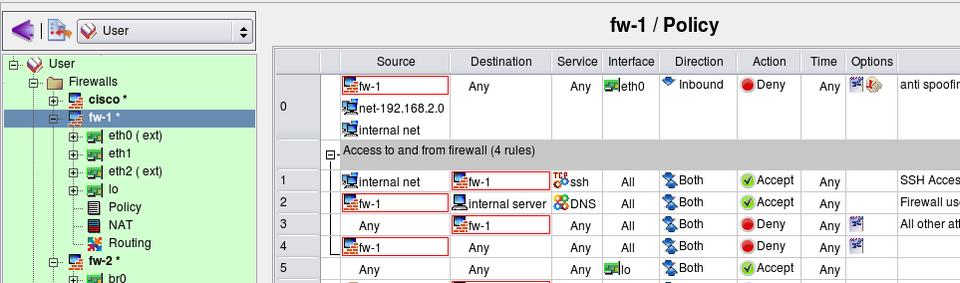 User
fw-1 / Policy
User
Firewalls
cisco *
fw-1 *
eth0 ( ext)
eth1
eth2 ( ext)
lo
Policy
NAT
Routing
fw-2 *
br0
Source Destination Service Interface Direction Action Time Options
0 fw-1 Any Any eth0 Inbound Deny Any anti spoofin
net-192.168.2.0
internal net
Access to and from firewall (4 rules)
1 internal net fw-1 TCP ssh All Both Accept Any SSH Acces
2 fw-1 internal server DNS All Both Accept Any Firewall use
3 Any fw-1 Any All Both Deny Any All other att
4 fw-1 Any Any All Both Deny Any
5 Any Any Any lo Both Accept Any